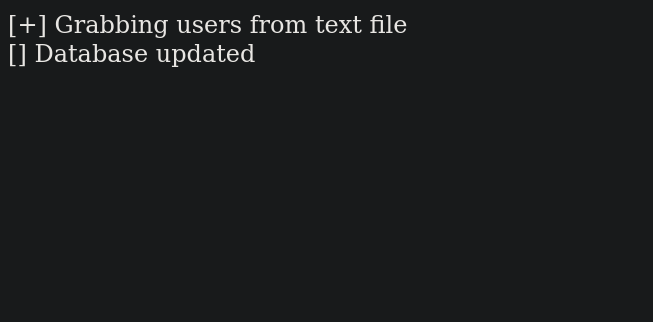 [+] Grabbing users from text file
[] Database updated